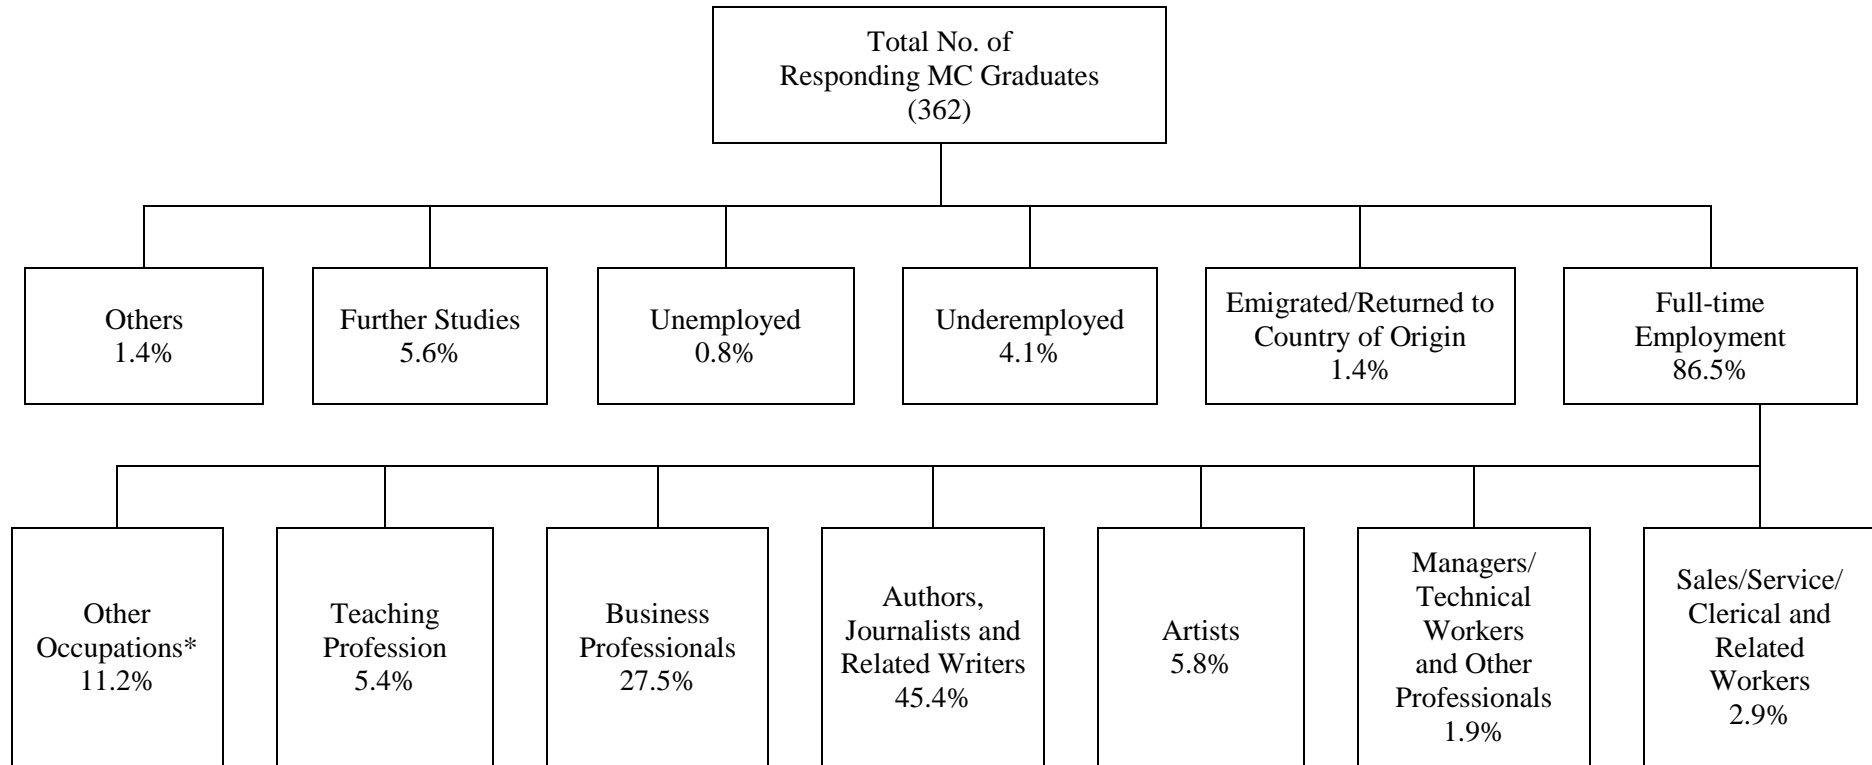 Total No. of
Responding MC Graduates
(362)
Others
1.4%
Further Studies
5.6%
Unemployed
0.8%
Underemployed
4.1%
Emigrated/Returned to
Country of Origin
1.4%
Full-time
Employment
86.5%
Other
Occupations*
11.2%
Teaching
Profession
5.4%
Business
Professionals
27.5%
Authors,
Journalists and
Related Writers
45.4%
Artists
5.8%
Managers/
Technical
Workers
and Other
Professionals
1.9%
Sales/Service/
Clerical and
Related
Workers
2.9%